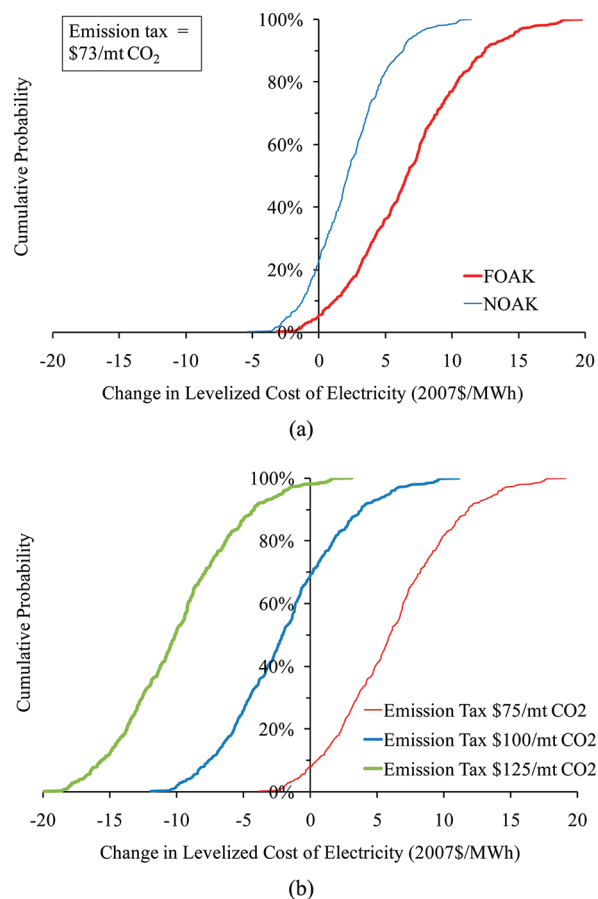 Emission tax =
$73/mt CO₂
Cumulative Probability
100%
80%
60%
40%
20%
0%
FOAK
NOAK
-20 -15 -10 -5 0 5 10 15 20
Change in Levelized Cost of Electricity (2007$/MWh)
(a)
Cumulative Probability
100%
80%
60%
40%
20%
0%
Emission Tax $75/mt CO2
Emission Tax $100/mt CO2
Emission Tax $125/mt CO2
-20 -15 -10 -5 0 5 10 15 20
Change in Levelized Cost of Electricity (2007$/MWh)
(b)